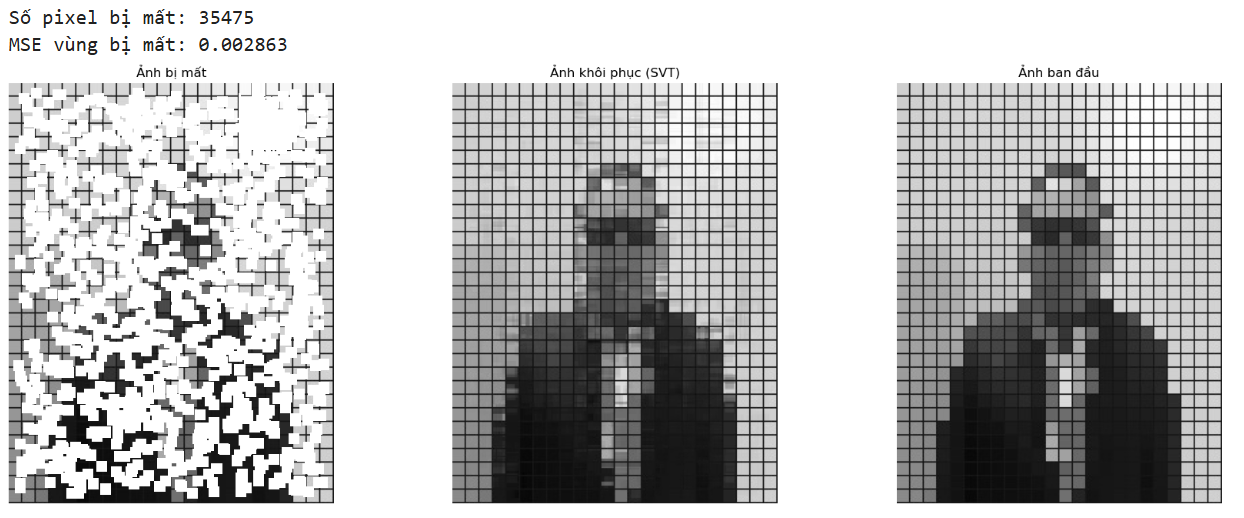 Số pixel bị mất: 35475
MSE vùng bị mất: 0.002863
Ảnh bị mất
Ảnh khôi phục (SVT)
Ảnh ban đầu